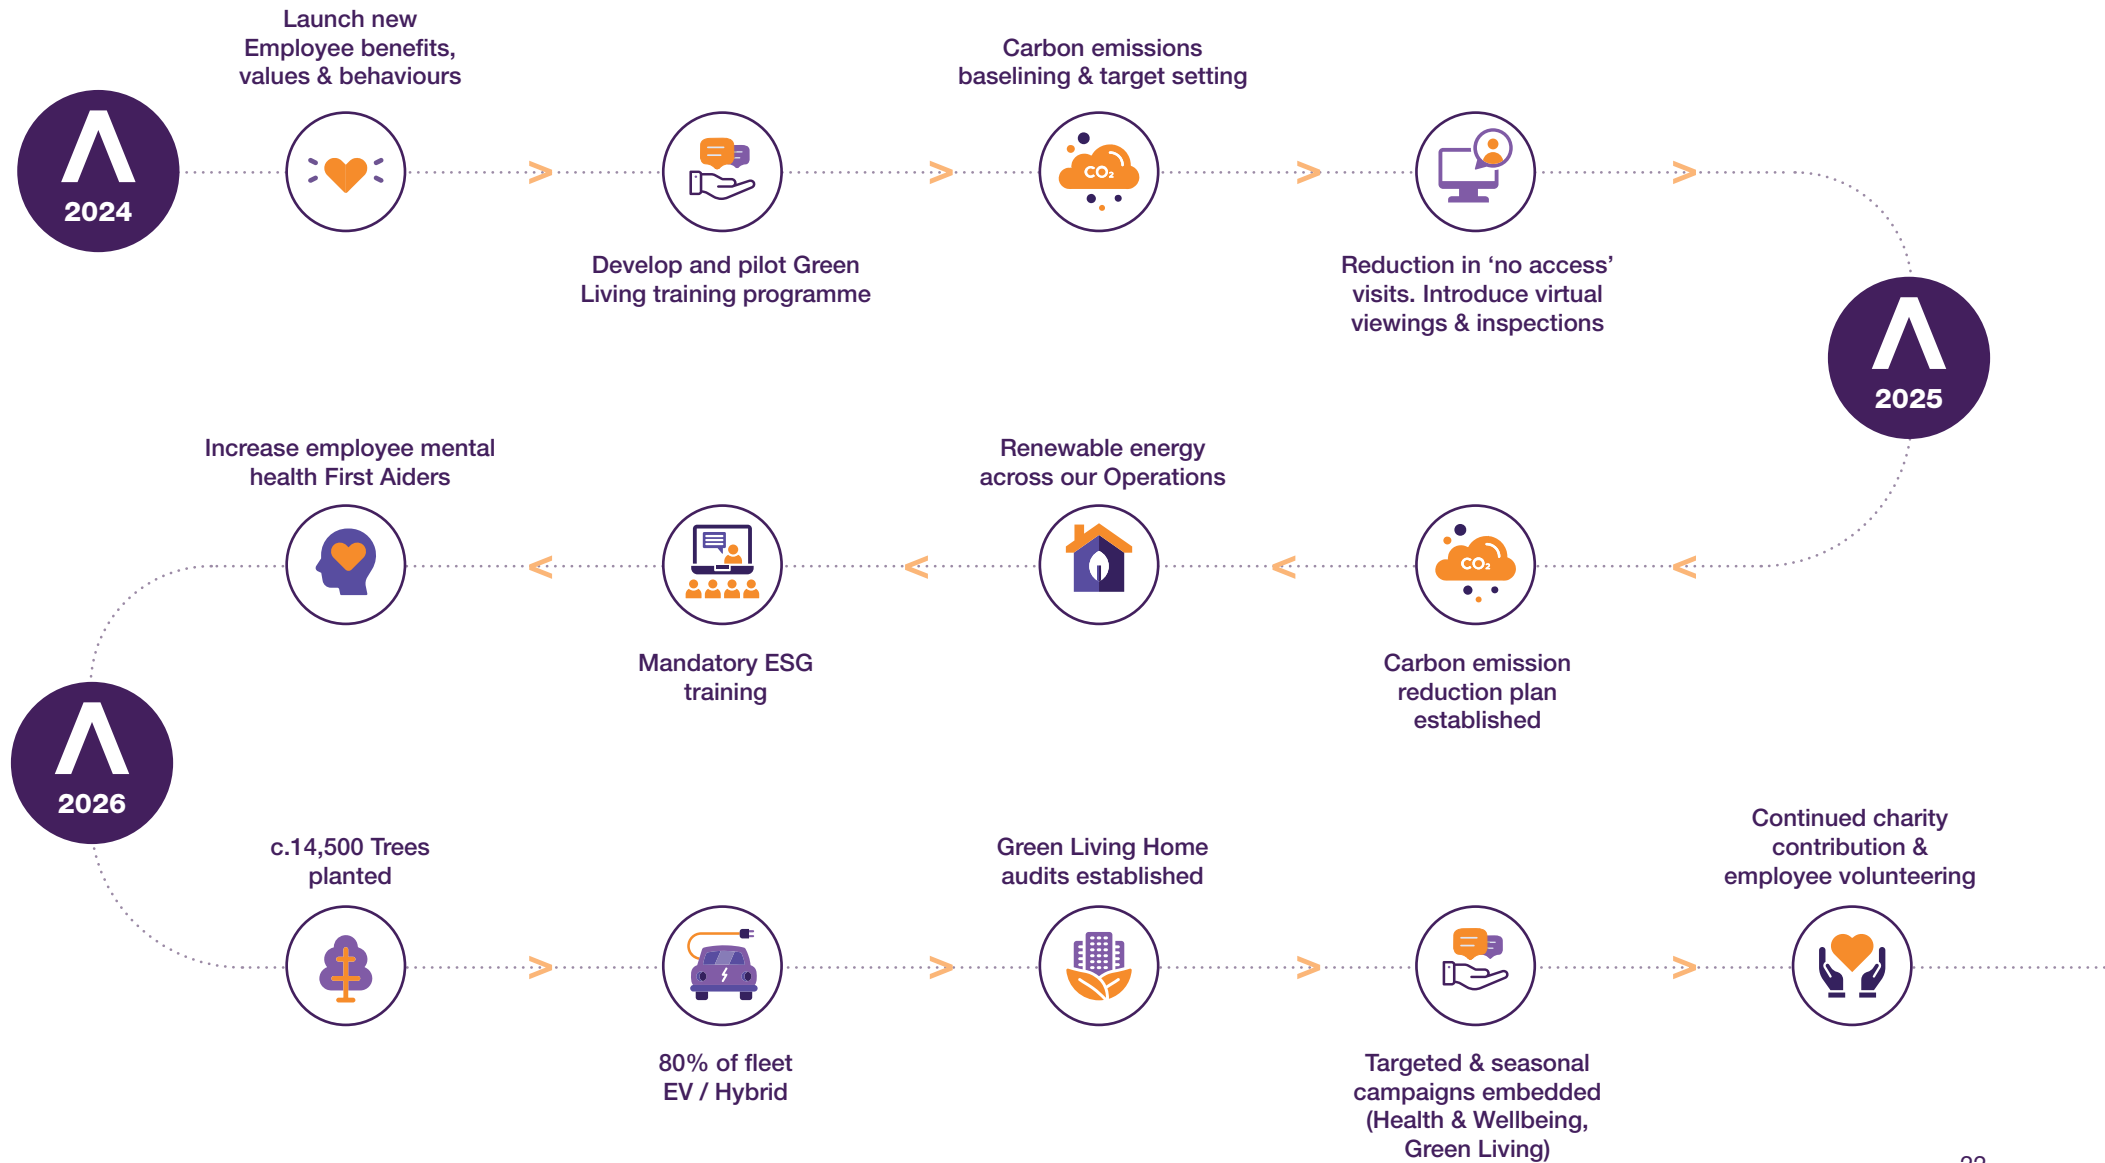 2024
Launch new
Employee benefits,
values & behaviours
Develop and pilot Green
Living training programme
Carbon emissions
baselining & target setting
CO₂
Reduction in ‘no access’
visits. Introduce virtual
viewings & inspections
2025
Carbon emission
reduction plan
established
CO₂
Renewable energy
across our Operations
Mandatory ESG
training
Increase employee mental
health First Aiders
2026
c.14,500 Trees
planted
80% of fleet
EV / Hybrid
Green Living Home
audits established
Targeted & seasonal
campaigns embedded
(Health & Wellbeing,
Green Living)
Continued charity
contribution &
employee volunteering